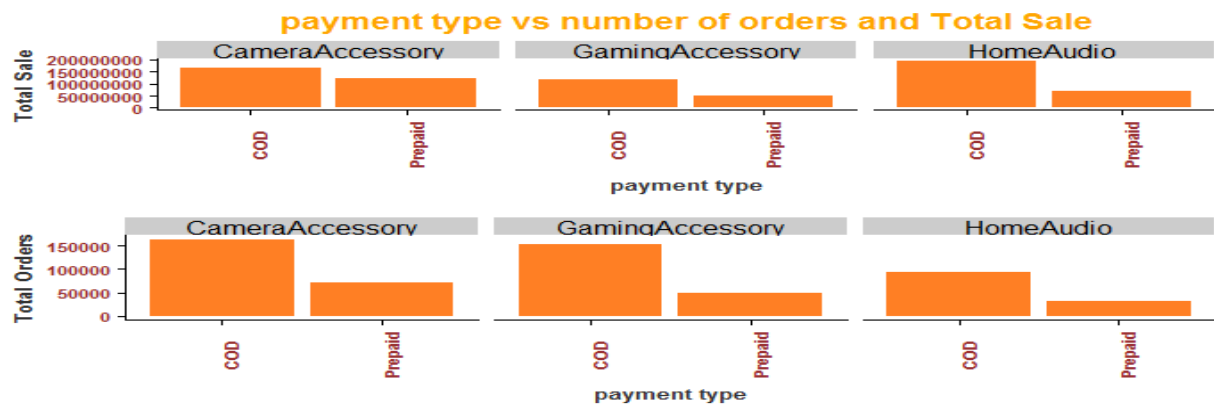 payment type vs number of orders and Total Sale
CameraAccessory GamingAccessory HomeAudio
Total Sale
200000000
150000000
100000000
50000000
0
COD Prepaid COD Prepaid COD Prepaid
payment type
CameraAccessory GamingAccessory HomeAudio
Total Orders
150000
100000
50000
0
COD Prepaid COD Prepaid COD Prepaid
payment type